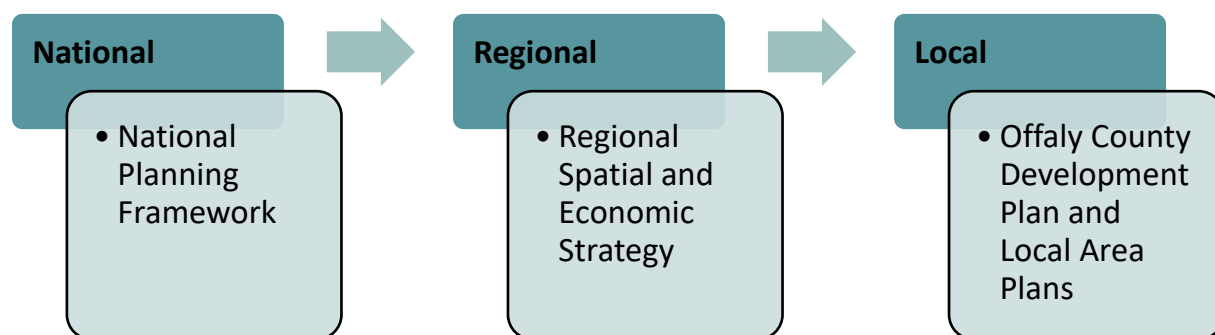 National
• National
Planning
Framework
Regional
• Regional
Spatial and
Economic
Strategy
Local
• Offaly County
Development
Plan and
Local Area
Plans